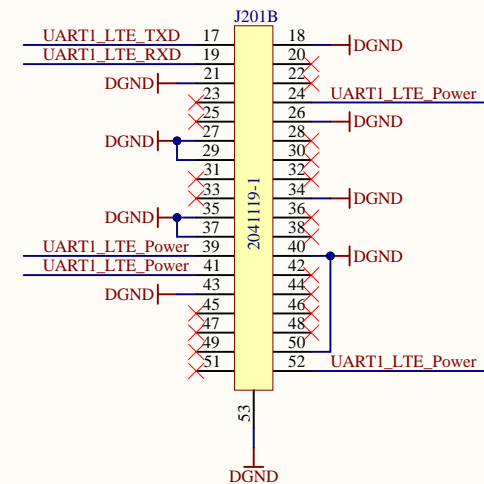 J201B
UART1_LTE_TXD 17 18 DGND
UART1_LTE_RXD 19 20
DGND 21 22
23 24 UART1_LTE_Power
25 26 DGND
DGND 27 28
29 30
31 32
33 34 DGND
DGND 35 36
37 38
UART1_LTE_Power 39 40 DGND
UART1_LTE_Power 41 42
DGND 43 44
45 46
47 48
49 50
51 52 UART1_LTE_Power
2041119-1
53
DGND